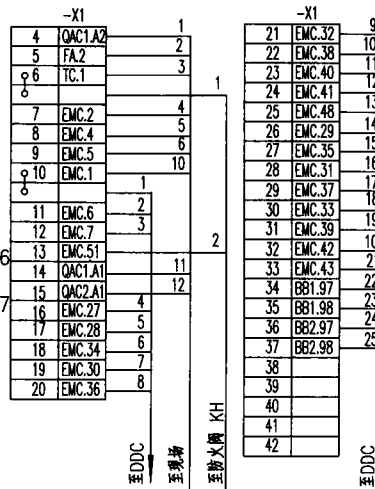 -X1
4 QAC1.A2 1
5 FA.2 2
6 TC.1 3
1
7 EMC.2 4
8 EMC.4 5
9 EMC.5 6
10 EMC.1 10
1
11 EMC.6 2
12 EMC.7 3
13 EMC.51 2
14 QAC1.A1 11
15 QAC2.A1 12
16 EMC.27 4
17 EMC.28 5
18 EMC.34 6
19 EMC.30 7
20 EMC.36 8
6
7
至DDC
至现场
至防火阀 KH
-X1
21 EMC.32 9
22 EMC.38 10
23 EMC.40 11
24 EMC.41 12
25 EMC.48 13
26 EMC.29 14
27 EMC.35 15
28 EMC.31 16
29 EMC.37 17
30 EMC.33 18
31 EMC.39 19
32 EMC.42 10
33 EMC.43 21
34 BB1.97 22
35 BB1.98 23
36 BB2.97 24
37 BB2.98 25
38
39
40
41
42
至DDC